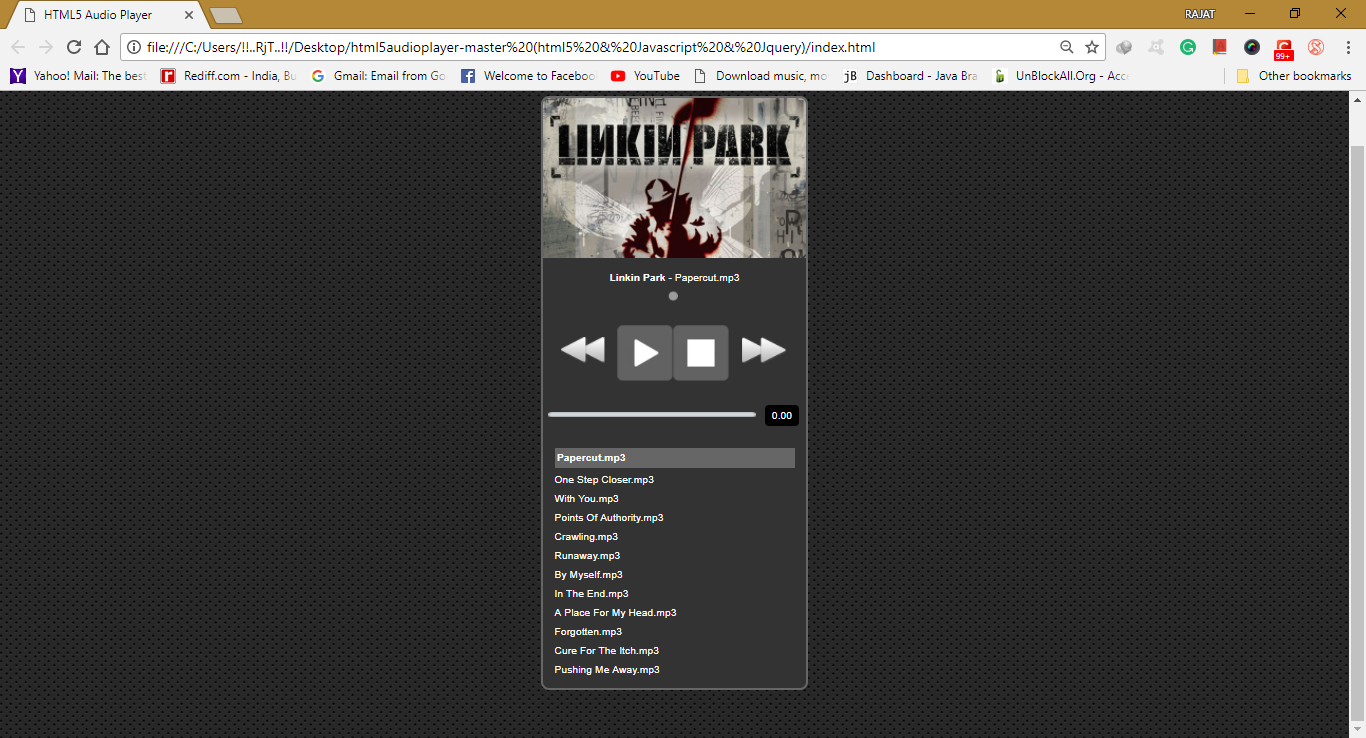 HTML5 Audio Player
RAJAT
file:///C:/Users/!!..RjT..!!/Desktop/html5audioplayer-master%20(html5%20&%20Javascript%20&%20Jquery)/index.html
99+
Yahoo! Mail: The best
Rediff.com - India, Bu
Gmail: Email from Go
Welcome to Faceboo
YouTube
Download music, mo
jB Dashboard - Java Bra
UnBlockAll.Org - Acc
Other bookmarks
LINKIN PARK
Linkin Park - Papercut.mp3
0.00
Papercut.mp3
One Step Closer.mp3
With You.mp3
Points Of Authority.mp3
Crawling.mp3
Runaway.mp3
By Myself.mp3
In The End.mp3
A Place For My Head.mp3
Forgotten.mp3
Cure For The Itch.mp3
Pushing Me Away.mp3